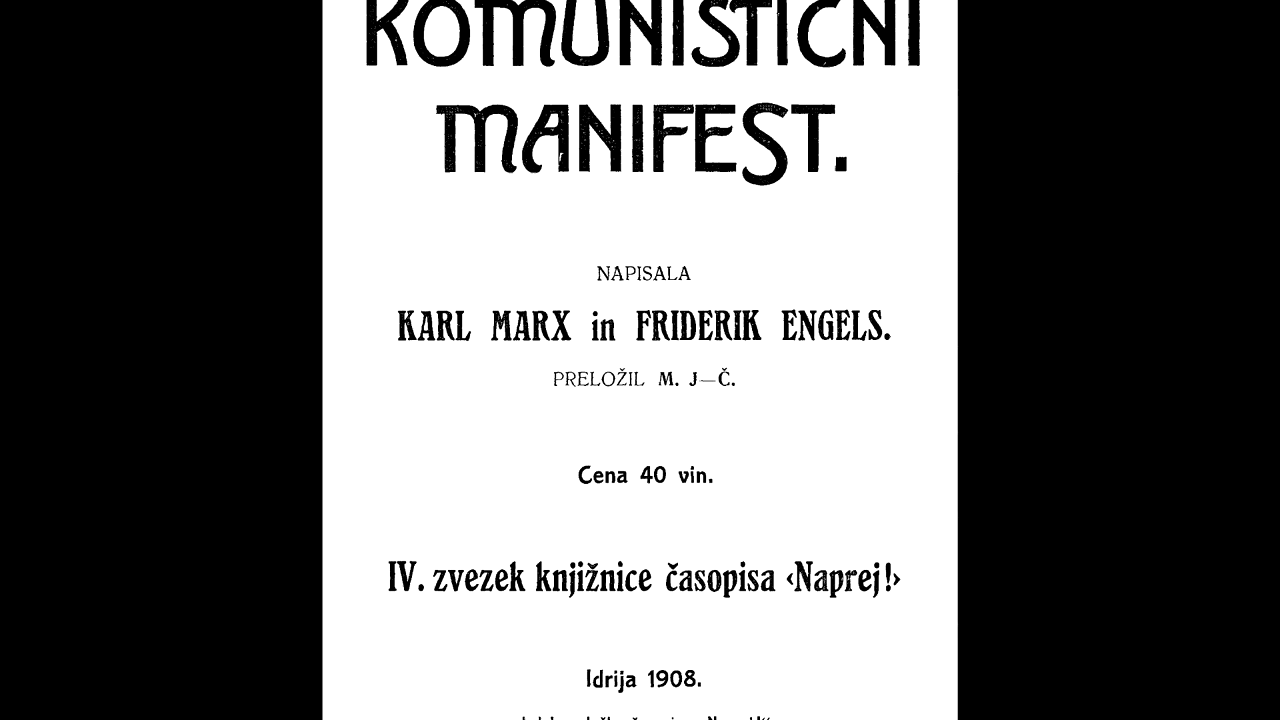 KOMUNISTIČNI
MANIFEST.
NAPISALA
KARL MARX in FRIDERIK ENGELS.
PRELOŽIL M. J—Č.
Cena 40 vin.
IV. zvezek knjižnice časopisa ‹Naprej!›
Idrija 1908.